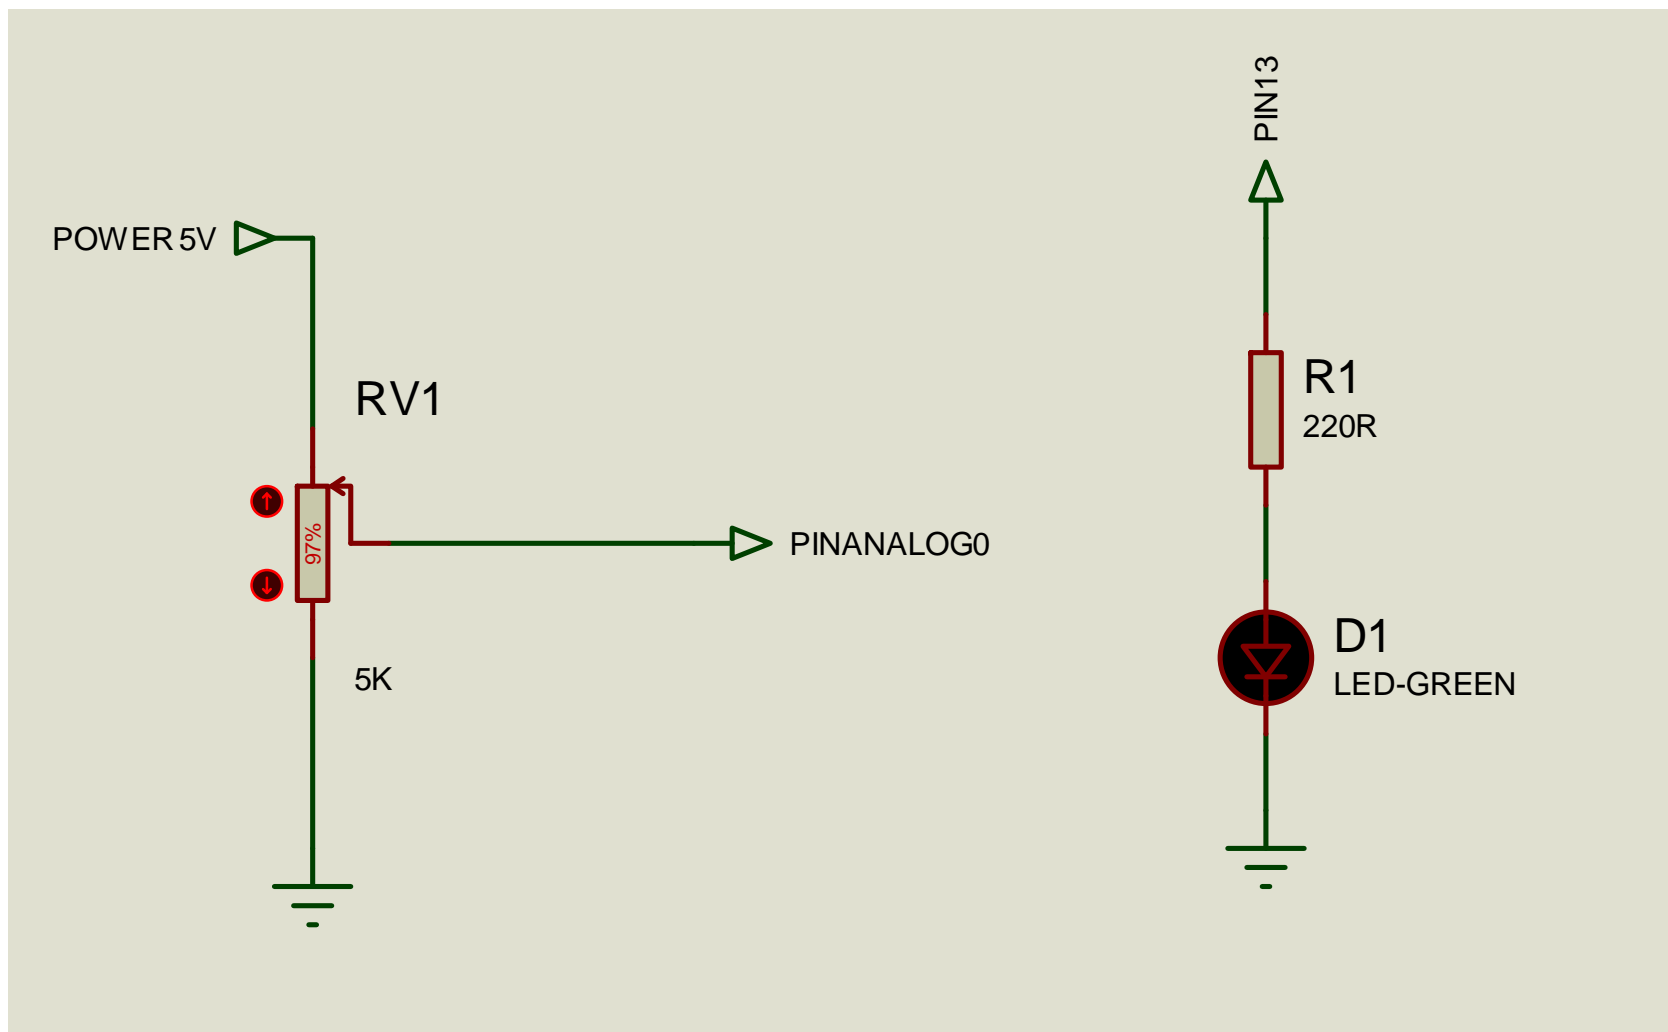 POWER 5V
RV1
97%
5K
PINANALOG0
PIN13
R1
220R
D1
LED-GREEN